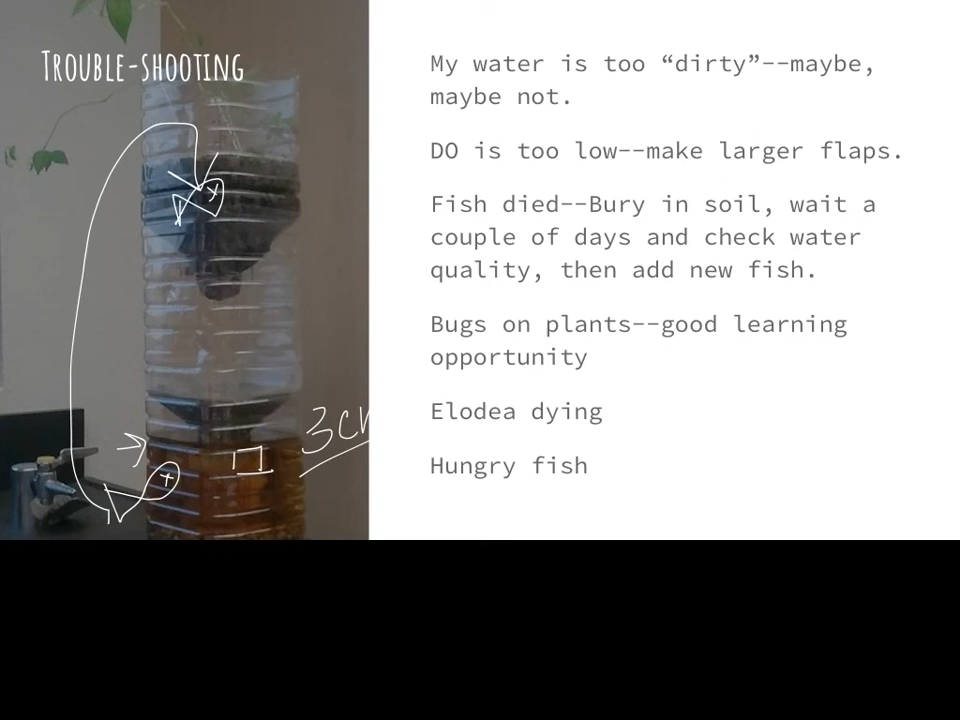 TROUBLE-SHOOTING
My water is too “dirty”--maybe,
maybe not.
DO is too low--make larger flaps.
Fish died--Bury in soil, wait a
couple of days and check water
quality, then add new fish.
Bugs on plants--good learning
opportunity
Elodea dying
Hungry fish